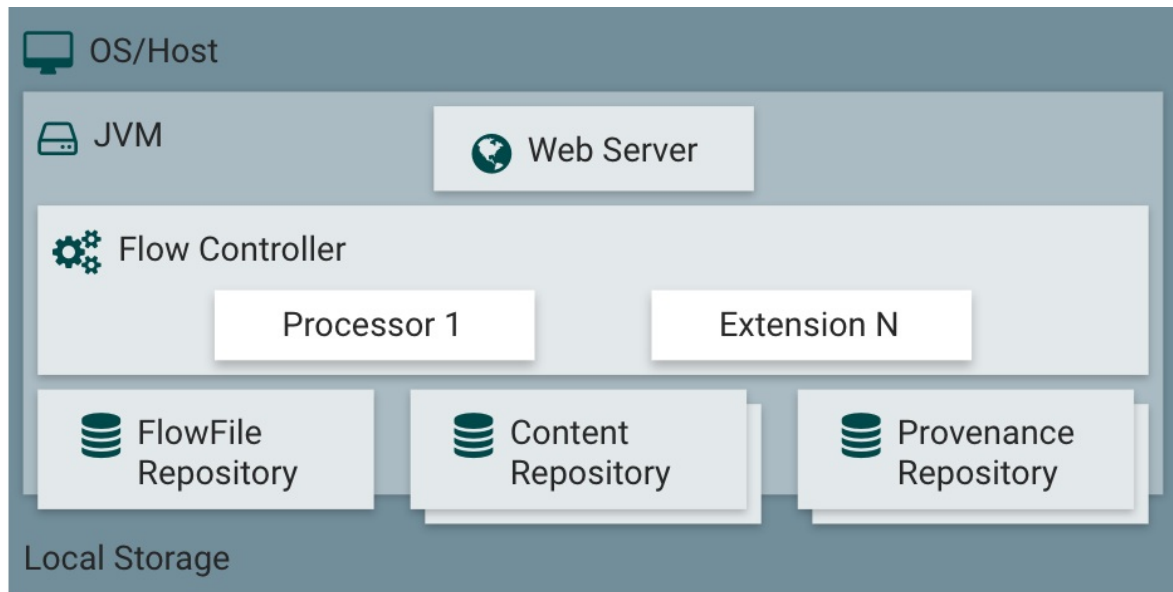 OS/Host
JVM
Web Server
Flow Controller
Processor 1
Extension N
FlowFile
Repository
Content
Repository
Provenance
Repository
Local Storage